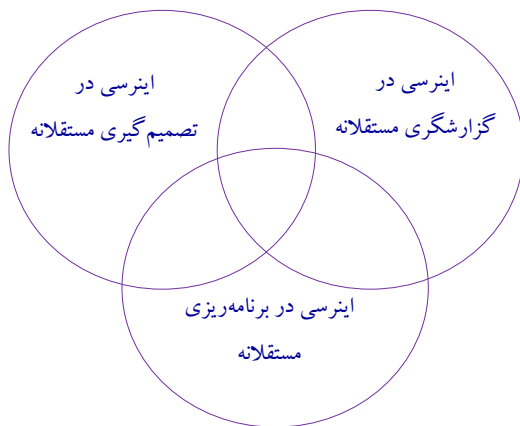 اینرسی در
گزارشگری مستقلانه
اینرسی در
تصمیم‌گیری مستقلانه
اینرسی در برنامه‌ریزی
مستقلانه